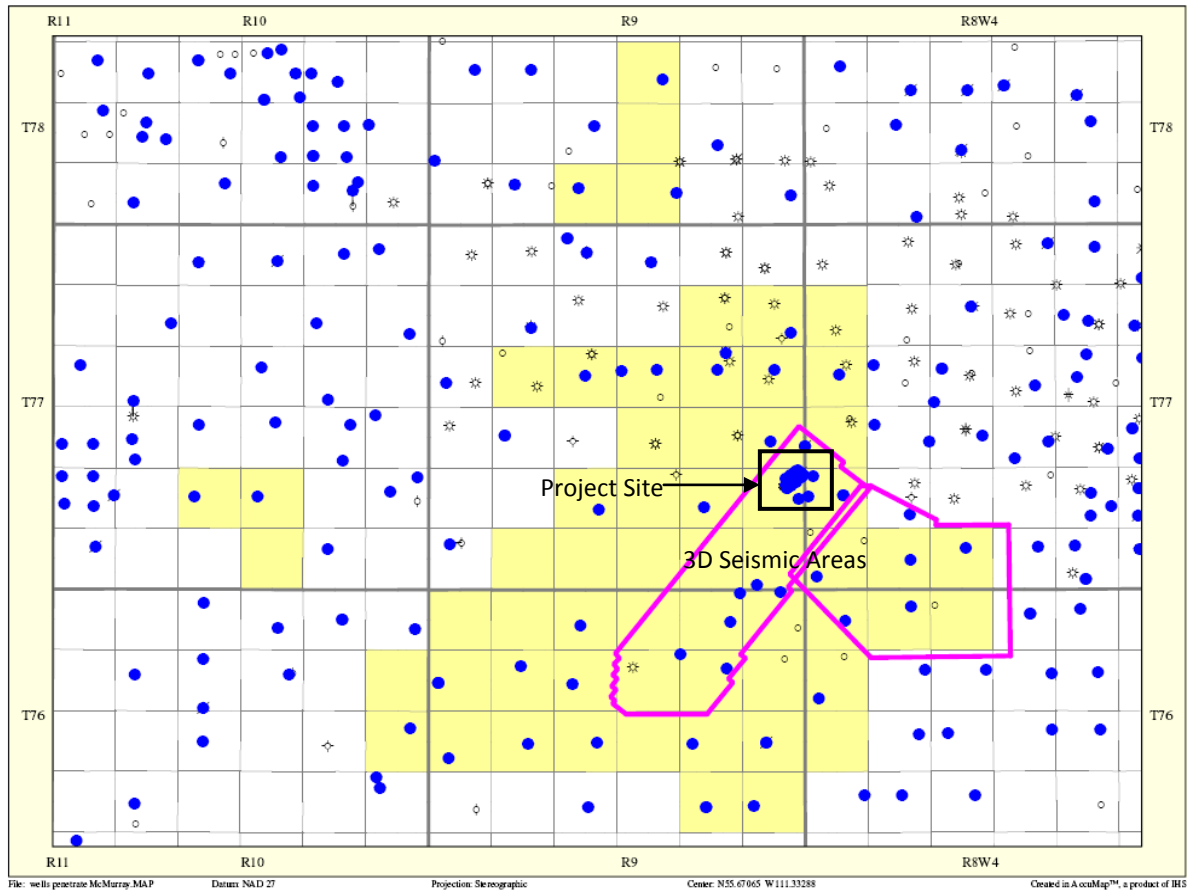 R11 R10 R9 R8W4
T78 T78
T77 T77
Project Site
3D Seismic Areas
T76 T76
R11 R10 R9 R8W4
File: wells penetrate McMurray.MAP Datum: NAD 27 Projection: Stereographic Center: N55.67065 W111.33288 Created in AccuMap™, a product of IHS